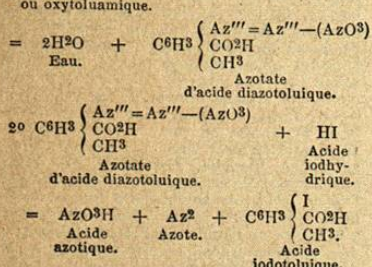 ou oxytoluamique.
{ Az''' = Az''' — (AzO³)
= 2H²O + C⁶H³ { CO²H
{ CH³
Eau.
Azotate
d'acide diazotoluique.
{ Az''' = Az''' — (AzO³)
2º C⁶H³ { CO²H + HI
{ CH³ Acide
Azotate iodhy-
d'acide diazotoluique. drique.
{ I
= AzO³H + Az² + C⁶H³ { CO²H
Acide Azote. { CH³.
azotique. Acide
iodotoluique.